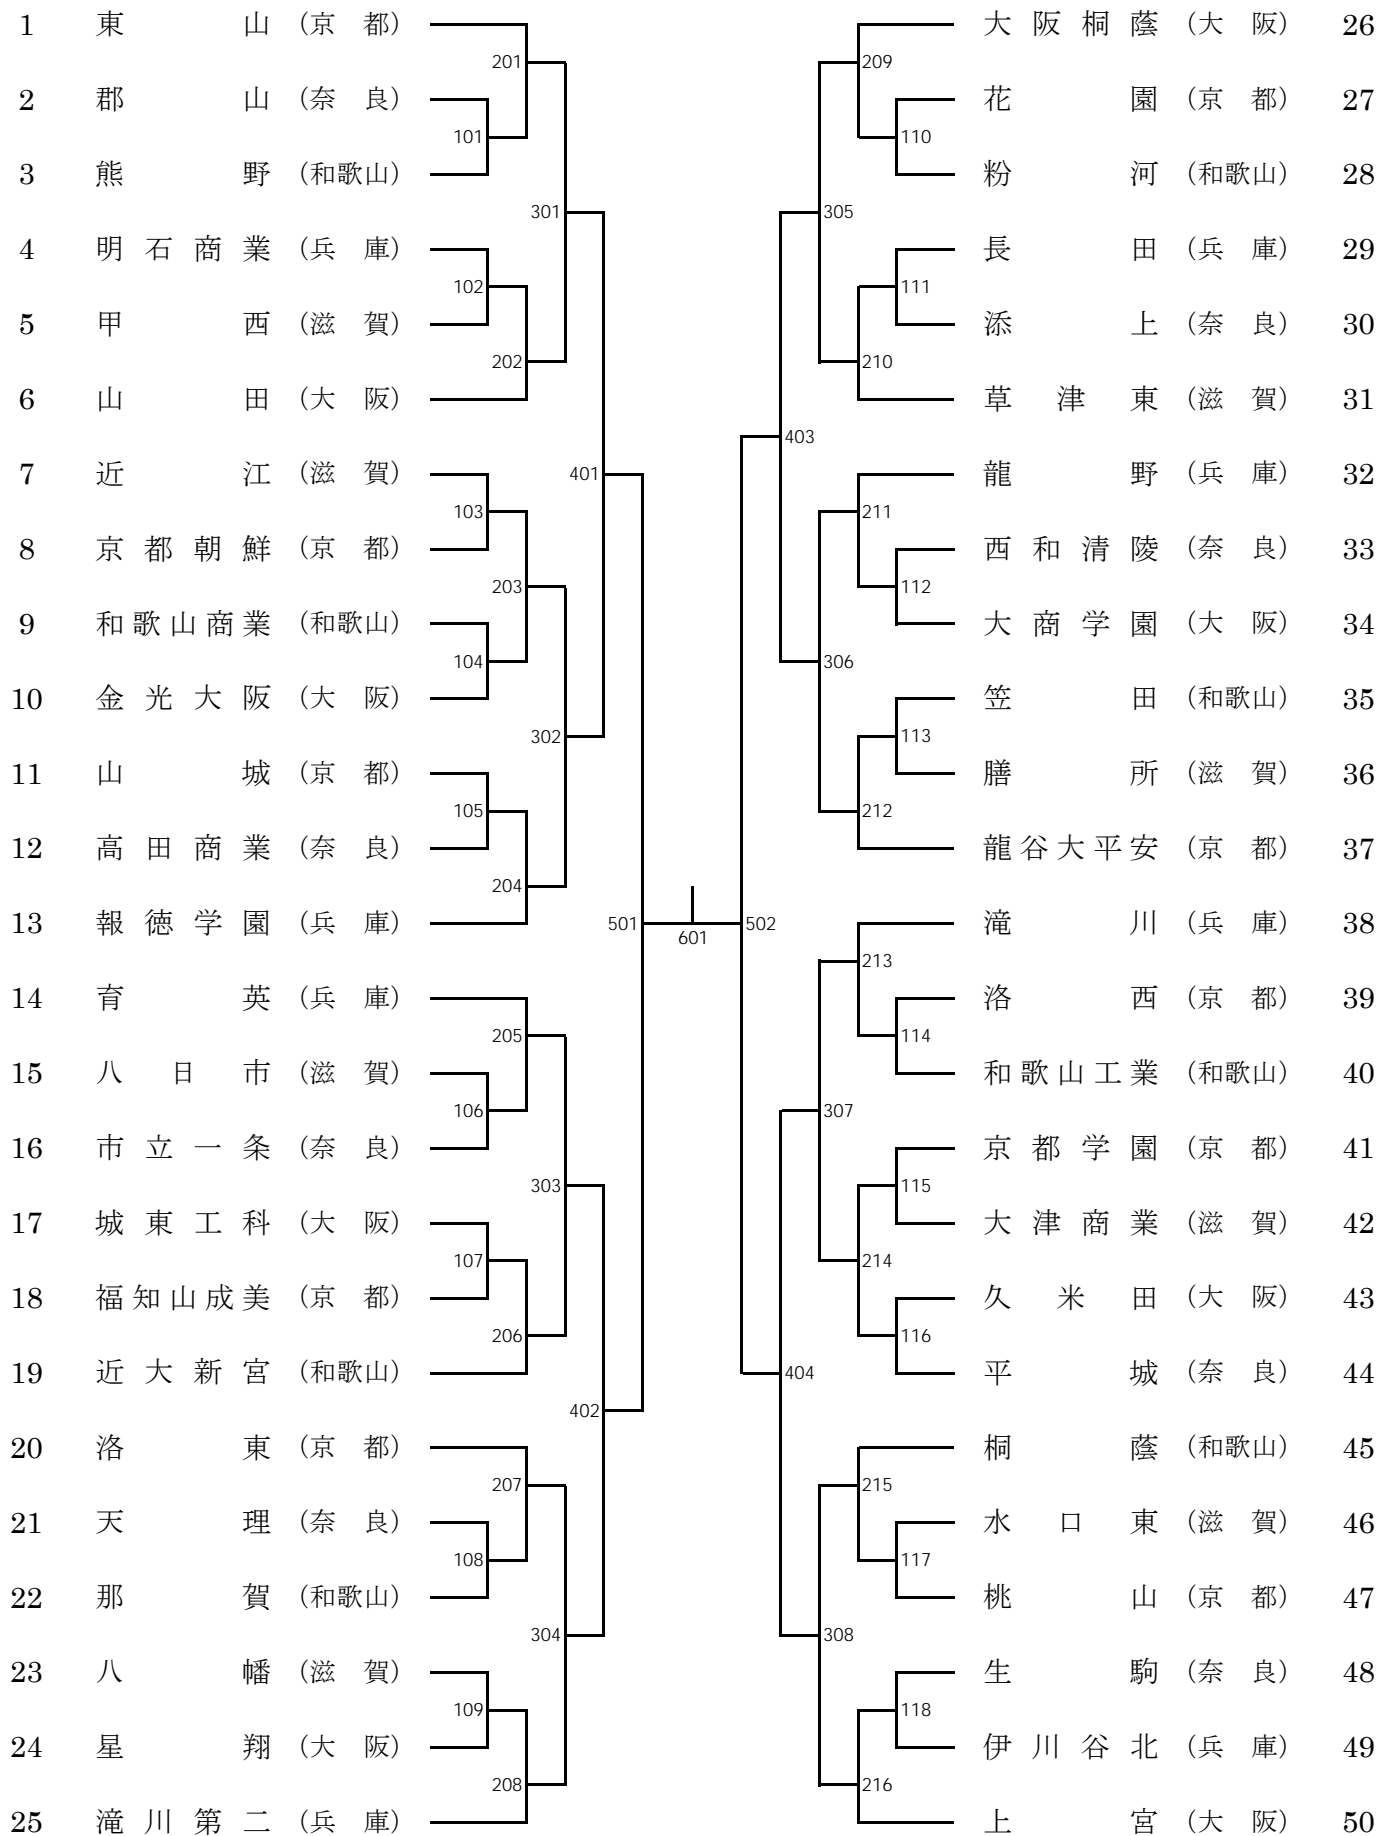 1 東山 (京都)
201
2 郡山 (奈良)
101
3 熊野 (和歌山)
301
4 明石商業 (兵庫)
102
5 甲西 (滋賀)
202
6 山田 (大阪)
7 近江 (滋賀)
401
103
8 京都朝鮮 (京都)
203
9 和歌山商業 (和歌山)
104
10 金光大阪 (大阪)
302
11 山城 (京都)
105
12 高田商業 (奈良)
204
13 報徳学園 (兵庫)
501
601
14 育英 (兵庫)
205
15 八日市 (滋賀)
106
16 市立一条 (奈良)
303
17 城東工科 (大阪)
107
18 福知山成美 (京都)
206
19 近大新宮 (和歌山)
402
20 洛東 (京都)
207
21 天理 (奈良)
108
22 那賀 (和歌山)
304
23 八幡 (滋賀)
109
24 星翔 (大阪)
208
25 滝川第二 (兵庫)
大阪桐蔭 (大阪) 26
209
花園 (京都) 27
110
粉河 (和歌山) 28
305
長田 (兵庫) 29
111
添上 (奈良) 30
210
草津東 (滋賀) 31
403
龍野 (兵庫) 32
211
西和清陵 (奈良) 33
112
大商学園 (大阪) 34
306
笠田 (和歌山) 35
113
膳所 (滋賀) 36
212
龍谷大平安 (京都) 37
502
滝川 (兵庫) 38
213
洛西 (京都) 39
114
和歌山工業 (和歌山) 40
307
京都学園 (京都) 41
115
大津商業 (滋賀) 42
214
久米田 (大阪) 43
116
平城 (奈良) 44
404
桐蔭 (和歌山) 45
215
水口東 (滋賀) 46
117
桃山 (京都) 47
308
生駒 (奈良) 48
118
伊川谷北 (兵庫) 49
216
上宮 (大阪) 50